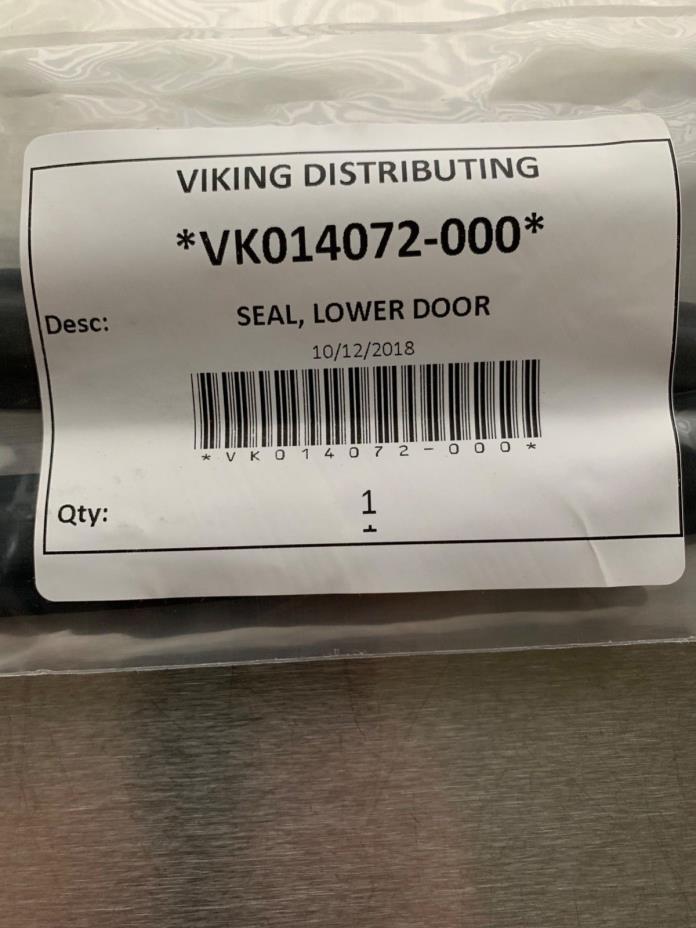 VIKING DISTRIBUTING
*VK014072-000*
Desc: SEAL, LOWER DOOR
10/12/2018
*VK014072-000*
Qty: 1